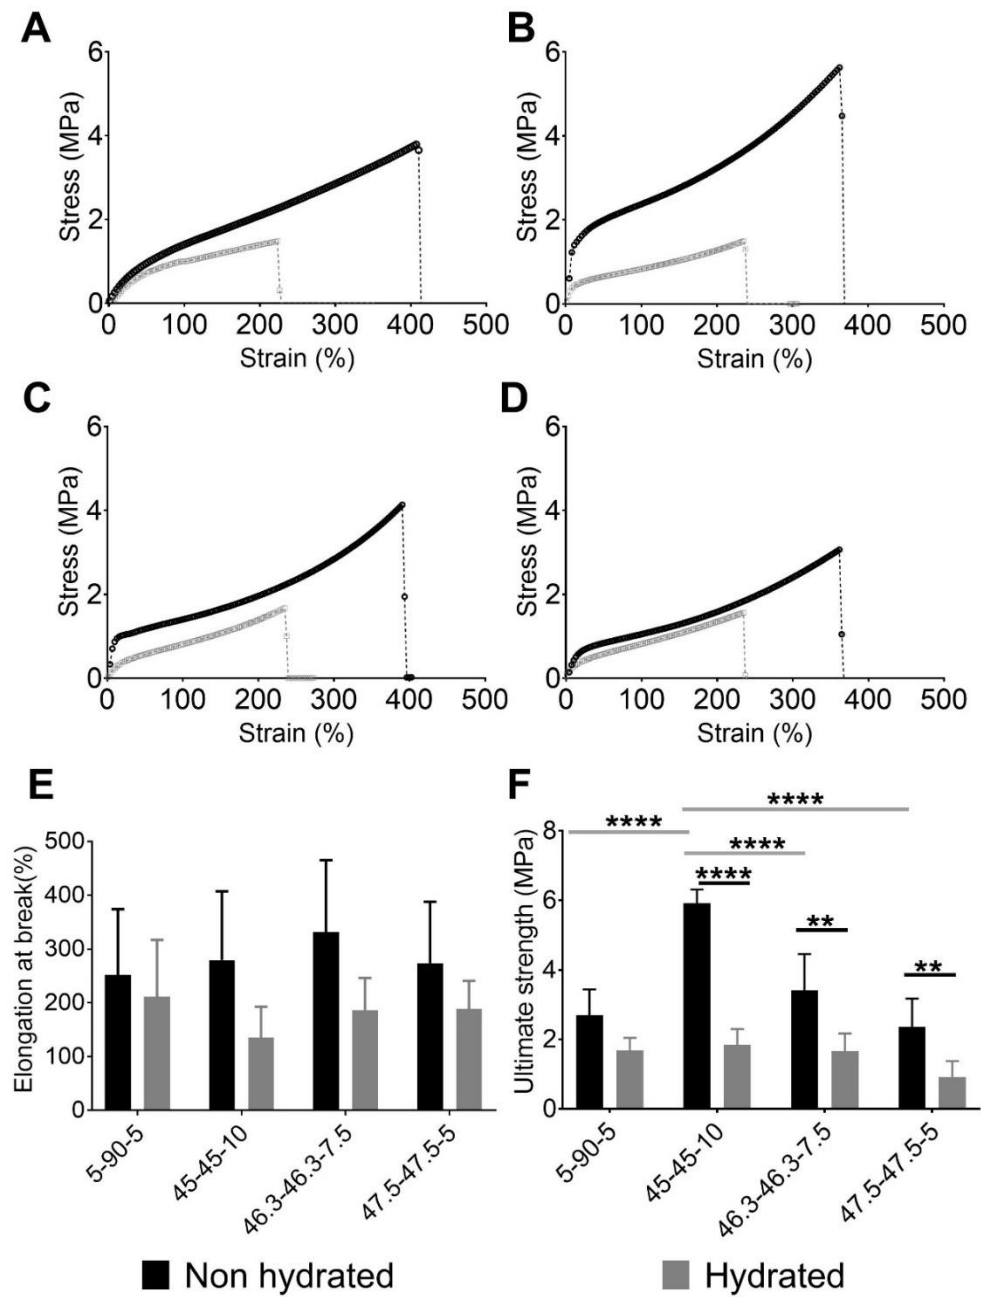 A
B
6
4
2
0
Stress (MPa)
0 100 200 300 400 500
Strain (%)
6
4
2
0
Stress (MPa)
0 100 200 300 400 500
Strain (%)
C
D
6
4
2
0
Stress (MPa)
0 100 200 300 400 500
Strain (%)
6
4
2
0
Stress (MPa)
0 100 200 300 400 500
Strain (%)
E
500
400
300
200
100
0
Elongation at break(%)
5-90-5
45-45-10
46.3-46.3-7.5
47.5-47.5-5
F
****
****
****
****
**
**
8
6
4
2
0
Ultimate strength (MPa)
5-90-5
45-45-10
46.3-46.3-7.5
47.5-47.5-5
Non hydrated
Hydrated